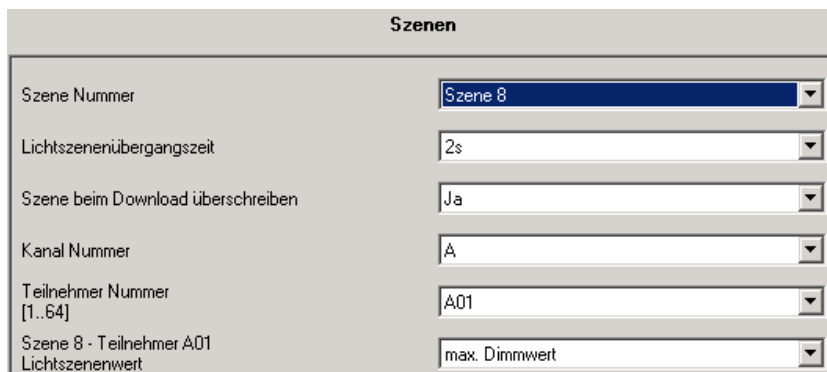 Szenen
Szene Nummer Szene 8
Lichtszenenübergangszeit 2s
Szene beim Download überschreiben Ja
Kanal Nummer A
Teilnehmer Nummer
[1..64] A01
Szene 8 - Teilnehmer A01
Lichtszenenwert max. Dimmwert